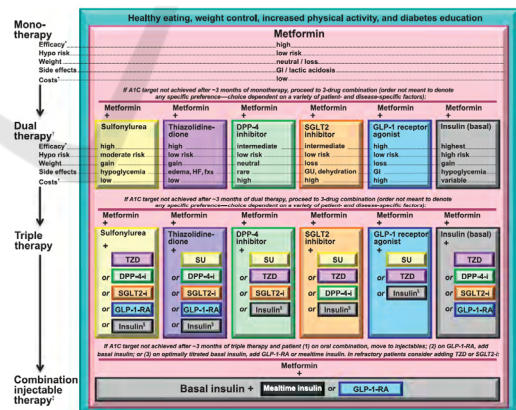 Healthy eating, weight control, increased physical activity, and diabetes education
Mono-
therapy
Metformin
Efficacy* high
Hypo risk low risk
Weight neutral / loss
Side effects GI / lactic acidosis
Costs* low
If A1C target not achieved after ~3 months of monotherapy, proceed to 2-drug combination (order not meant to denote
any specific preference—choice dependent on a variety of patient- and disease-specific factors):
Metformin Metformin Metformin Metformin Metformin Metformin
+ + + + + +
Dual
therapy†
Sulfonylurea Thiazolidine-dione DPP-4 inhibitor SGLT2 inhibitor GLP-1 receptor agonist Insulin (basal)
Efficacy* high high intermediate intermediate high highest
Hypo risk moderate risk low risk low risk low risk low risk high risk
Weight gain gain neutral loss loss gain
Side effects hypoglycemia edema, HF, fxs rare GU, dehydration GI hypoglycemia
Costs* low low high high high variable
If A1C target not achieved after ~3 months of dual therapy, proceed to 3-drug combination (order not meant to denote
any specific preference—choice dependent on a variety of patient- and disease-specific factors):
Metformin Metformin Metformin Metformin Metformin Metformin
+ + + + + +
Triple
therapy
Sulfonylurea Thiazolidine-dione DPP-4 inhibitor SGLT2 inhibitor GLP-1 receptor agonist Insulin (basal)
+ + + + + +
TZD SU SU SU SU TZD
or DPP-4-i or DPP-4-i or TZD or TZD or TZD or DPP-4-i
or SGLT2-i or SGLT2-i or SGLT2-i or DPP-4-i or Insulin§ or SGLT2-i
or GLP-1-RA or GLP-1-RA or Insulin§ or Insulin§ or GLP-1-RA
or Insulin§ or Insulin§
If A1C target not achieved after ~3 months of triple therapy and patient (1) on oral combination, move to injectables; (2) on GLP-1-RA, add
basal insulin; or (3) on optimally titrated basal insulin, add GLP-1-RA or mealtime insulin. In refractory patients consider adding TZD or SGLT2-i:
Metformin
+
Combination
injectable
therapy‡
Basal insulin + Mealtime insulin or GLP-1-RA